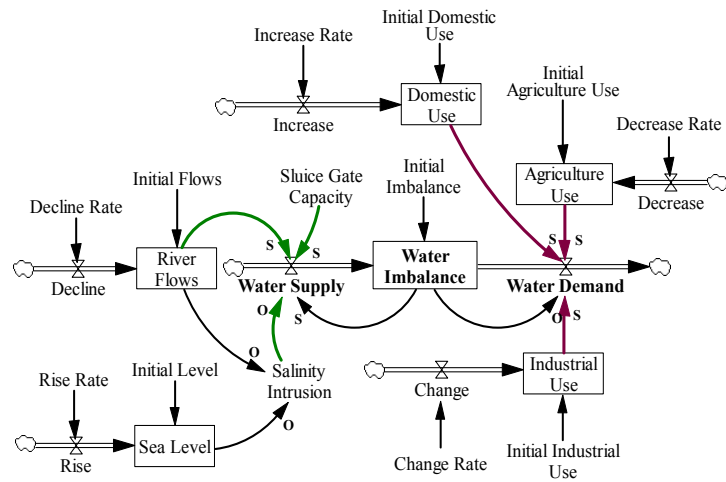 Initial Domestic
Use
Increase Rate
Initial
Agriculture Use
Domestic
Use
Increase
Decrease Rate
Sluice Gate
Capacity
Initial
Imbalance
Initial Flows
Agriculture
Use
Decrease
Decline Rate
S
S
S
S
River
Flows
Decline
Water
Imbalance
Water Supply
Water Demand
O
S
O
S
O
Salinity
Intrusion
Industrial
Use
Change
Rise Rate
Initial Level
O
Sea Level
Rise
Change Rate
Initial Industrial
Use